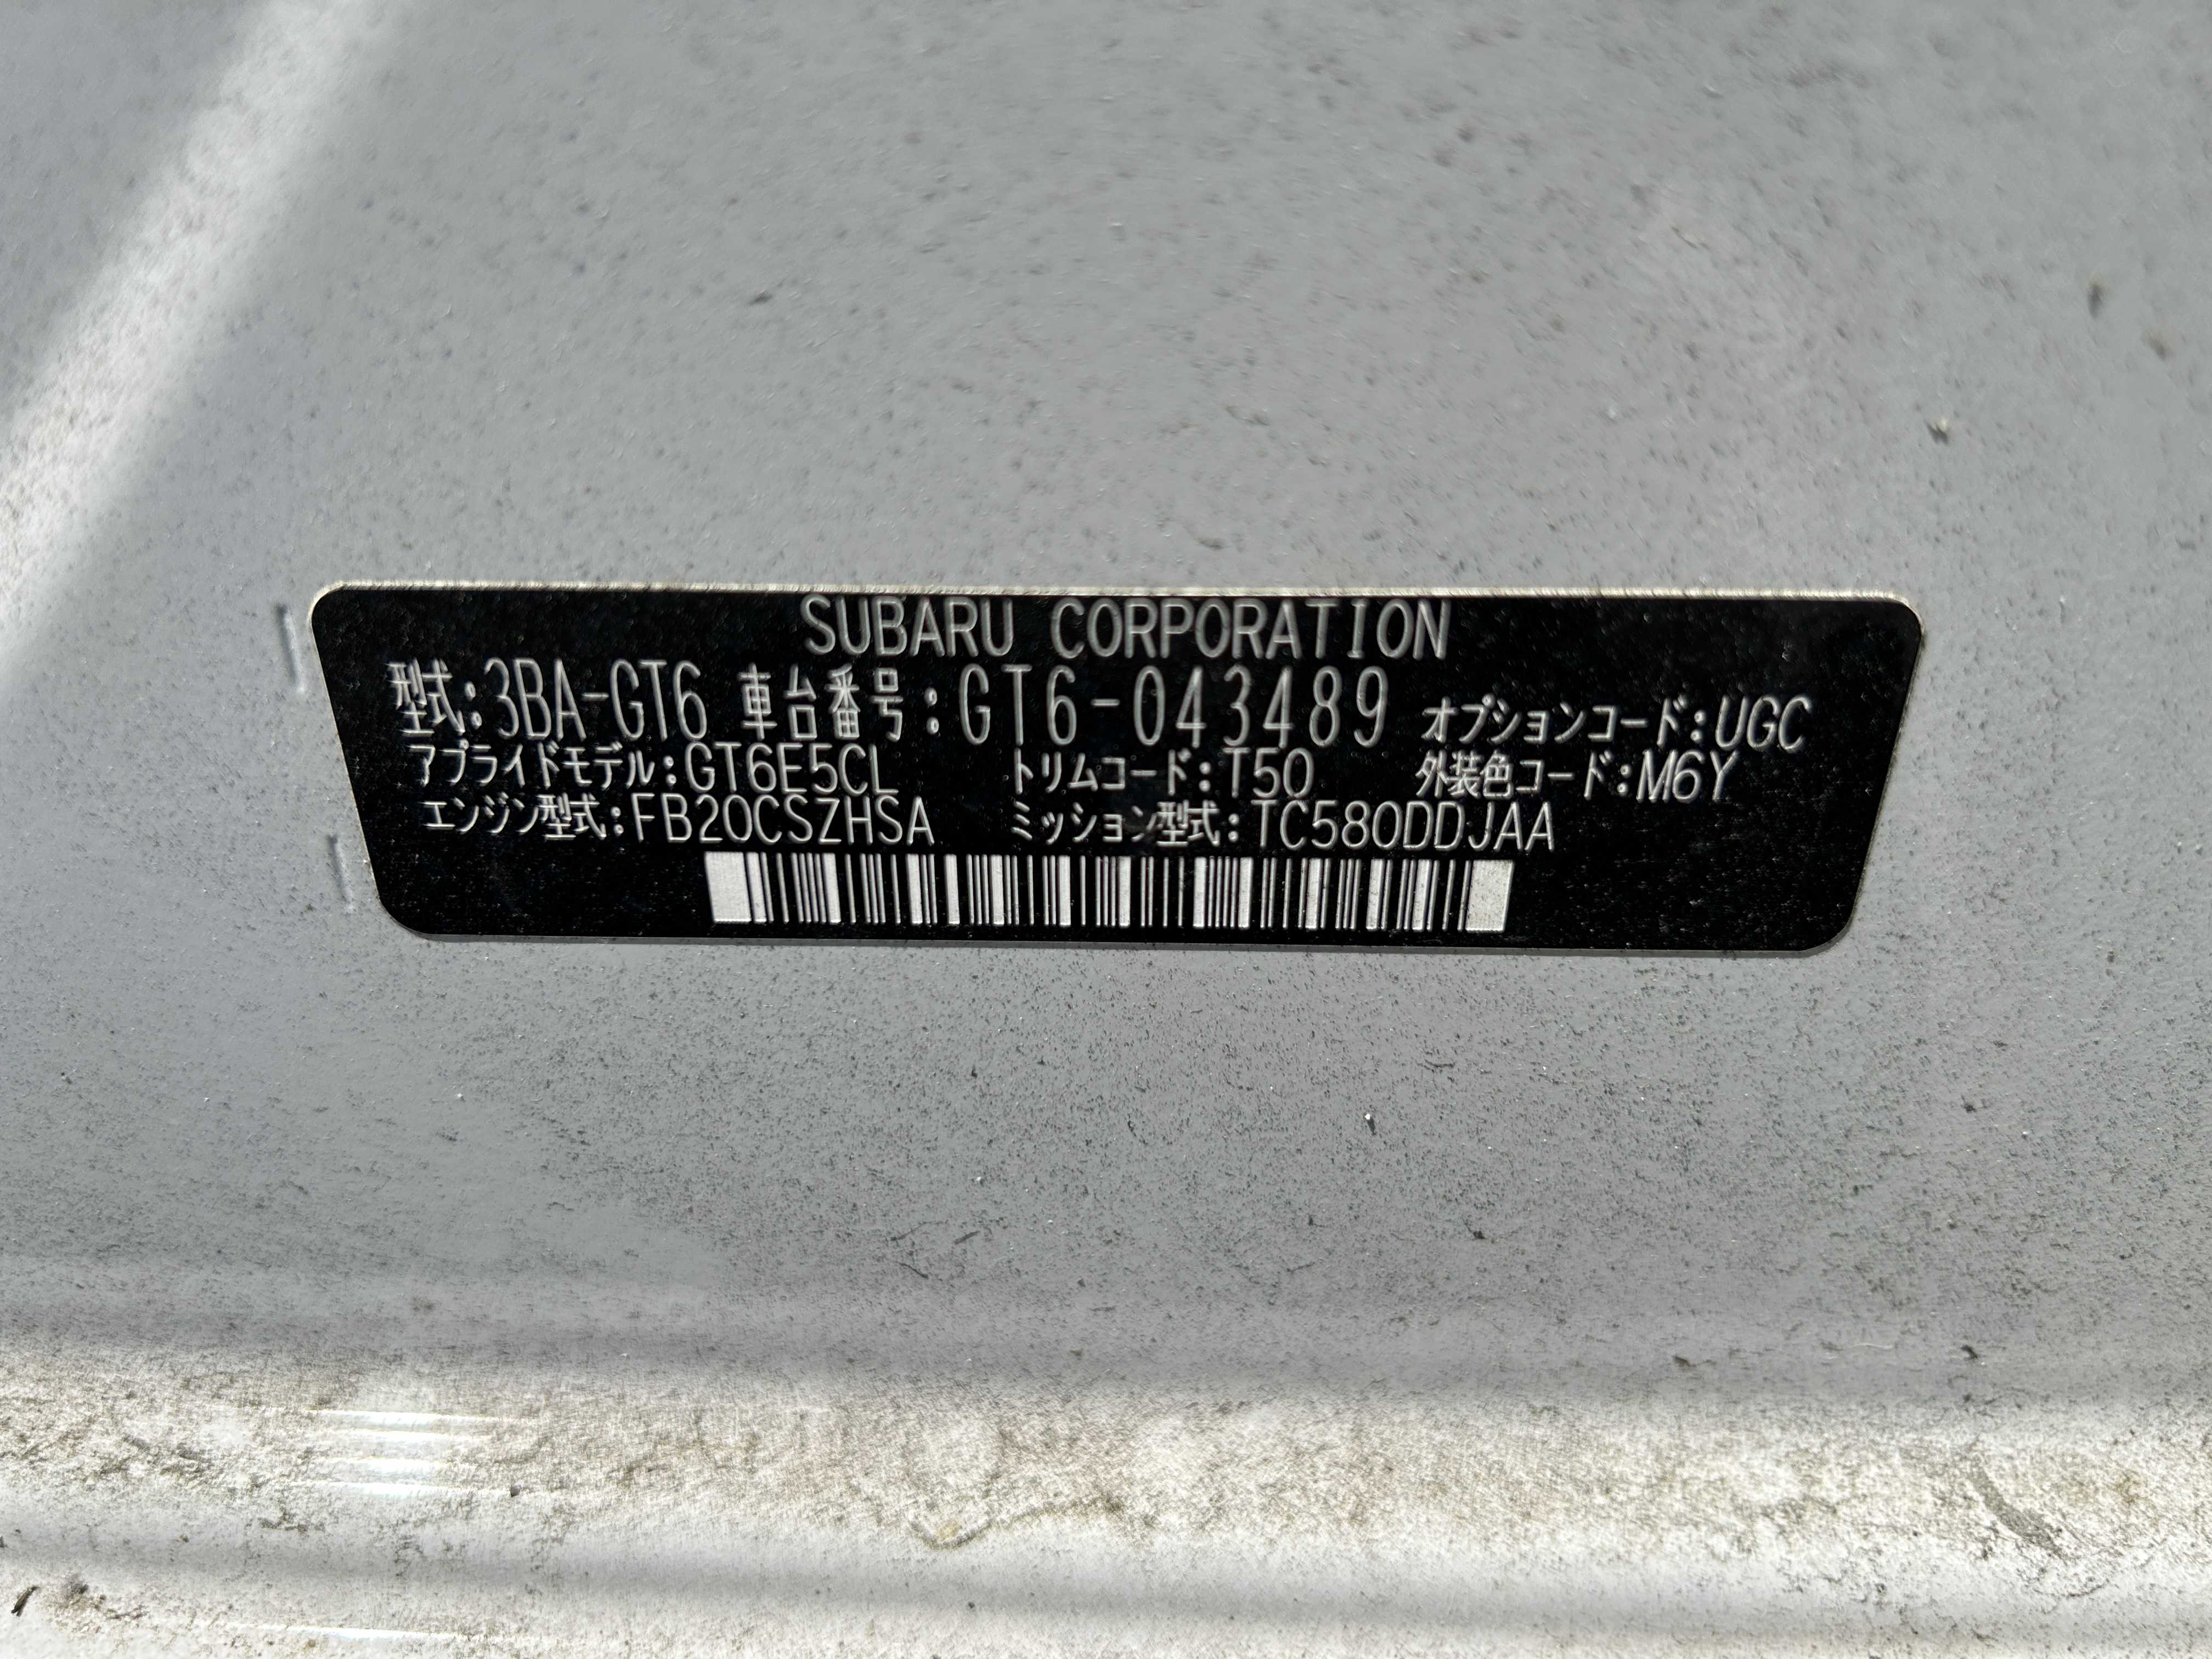 SUBARU CORPORATION
型式:3BA-GT6 車台番号:GT6-043489 オプションコード:UGC
アプライドモデル:GT6E5CL トリムコード:T50 外装色コード:M6Y
エンジン型式:FB20CSZHSA ミッション型式:TC580DDJAA